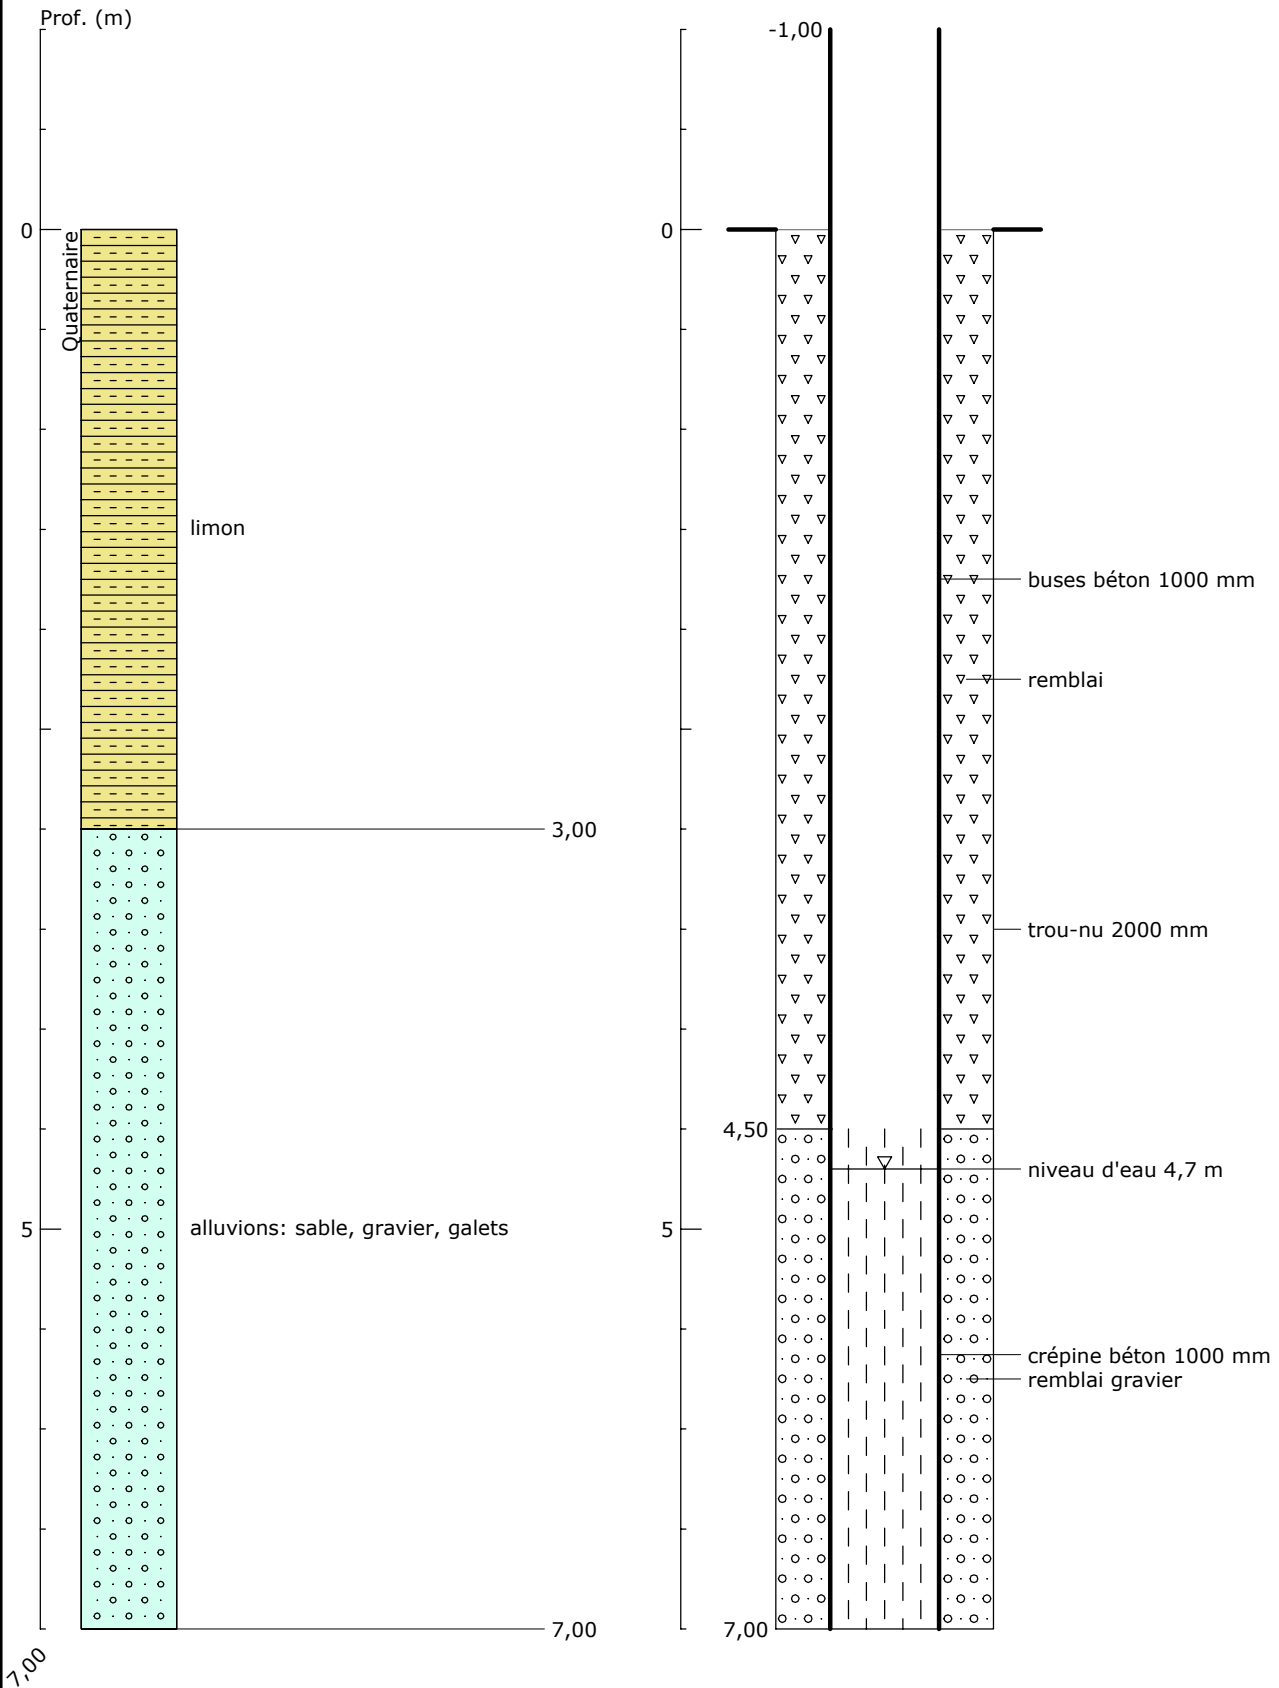 Prof. (m)
0
Quaternaire
limon
3,00
5
alluvions: sable, gravier, galets
7,00
7,00
-1,00
0
buses béton 1000 mm
remblai
trou-nu 2000 mm
4,50
niveau d'eau 4,7 m
5
crépine béton 1000 mm
remblai gravier
7,00